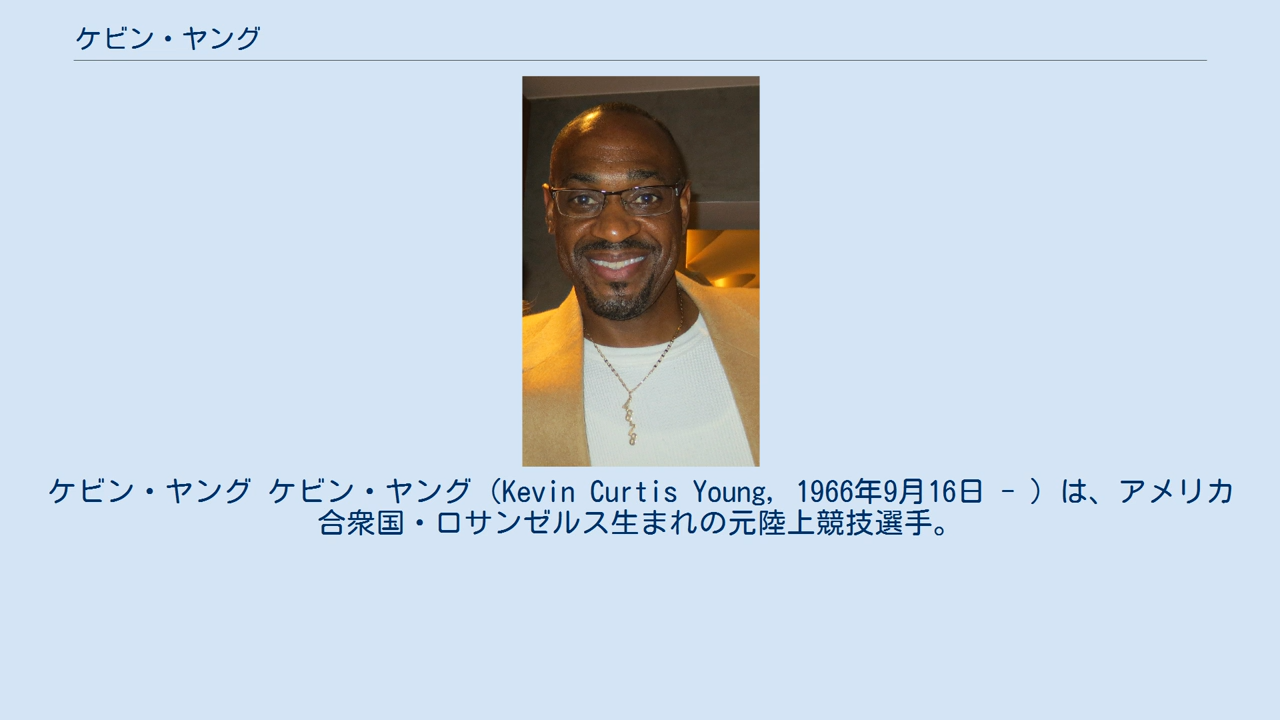 ケビン・ヤング
ケビン・ヤング ケビン・ヤング（Kevin Curtis Young, 1966年9月16日 - ）は、アメリカ
合衆国・ロサンゼルス生まれの元陸上競技選手。